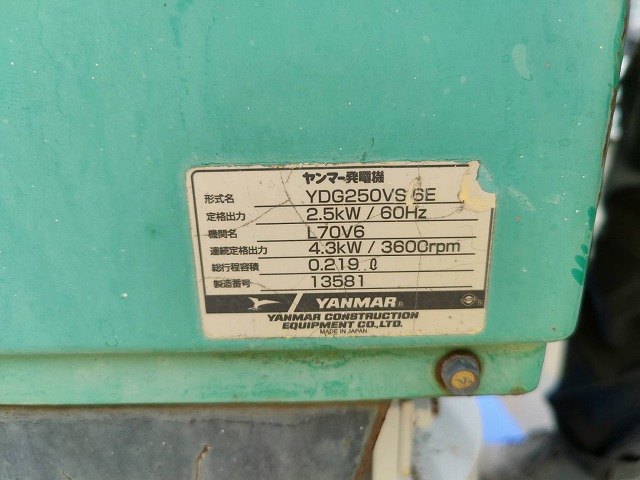 ヤンマー発電機
形式名 YDG250VS 6E
定格出力 2.5kW / 60Hz
機関名 L70V6
連続定格出力 4.3kW / 3600rpm
総行程容積 0.219 ℓ
製造番号 13581
YANMAR
YANMAR CONSTRUCTION
EQUIPMENT CO.,LTD.
MADE IN JAPAN